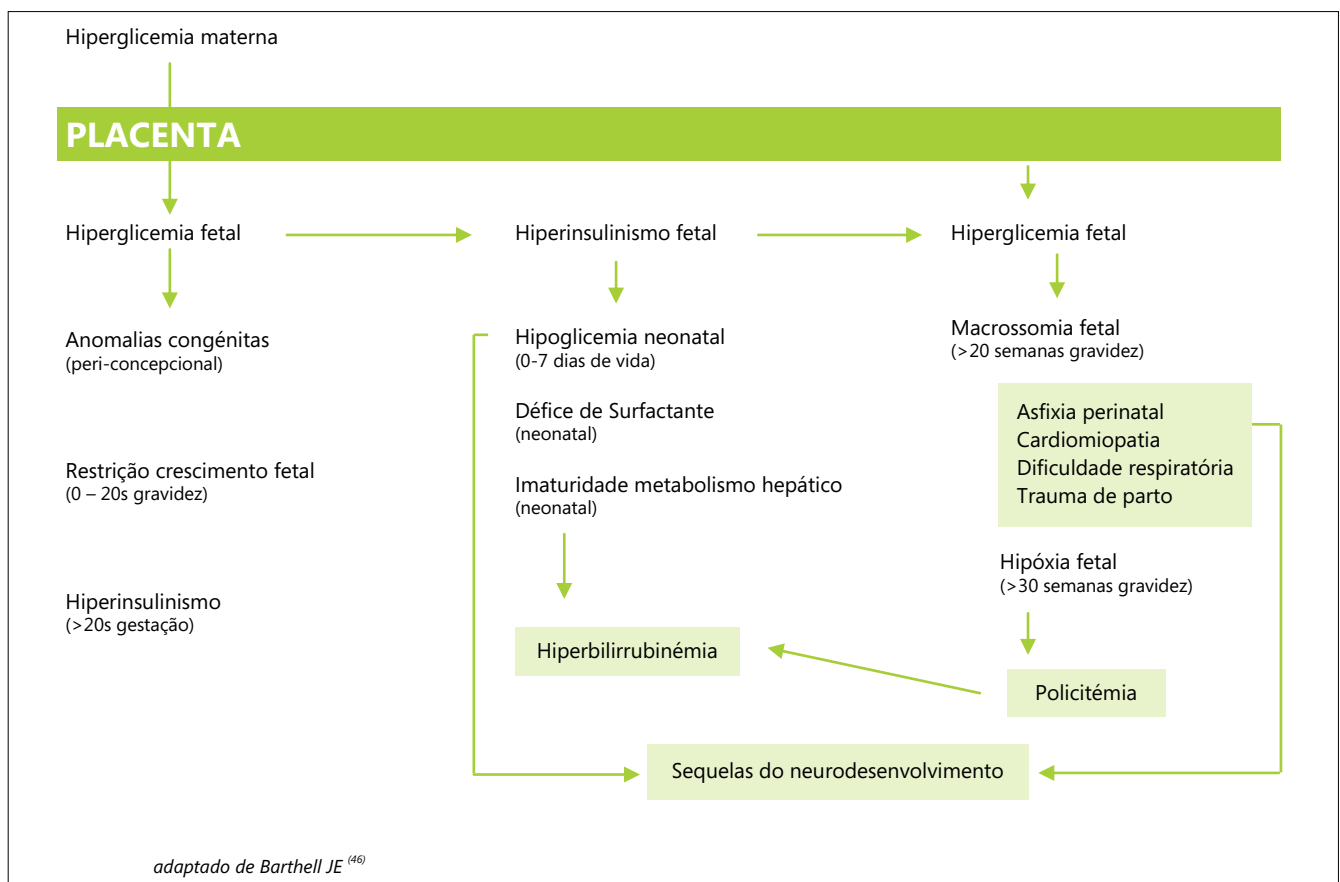 Hiperglicemia materna
PLACENTA
Hiperglicemia fetal
Hiperinsulinismo fetal
Hiperglicemia fetal
Anomalias congénitas
(peri-concepcional)
Restrição crescimento fetal
(0 – 20s gravidez)
Hiperinsulinismo
(>20s gestação)
Hipoglicemia neonatal
(0-7 dias de vida)
Défice de Surfactante
(neonatal)
Imaturidade metabolismo hepático
(neonatal)
Hiperbilirrubinémia
Macrossomia fetal
(>20 semanas gravidez)
Asfixia perinatal
Cardiomiopatia
Dificuldade respiratória
Trauma de parto
Hipóxia fetal
(>30 semanas gravidez)
Policitémia
Sequelas do neurodesenvolvimento
adaptado de Barthell JE (46)